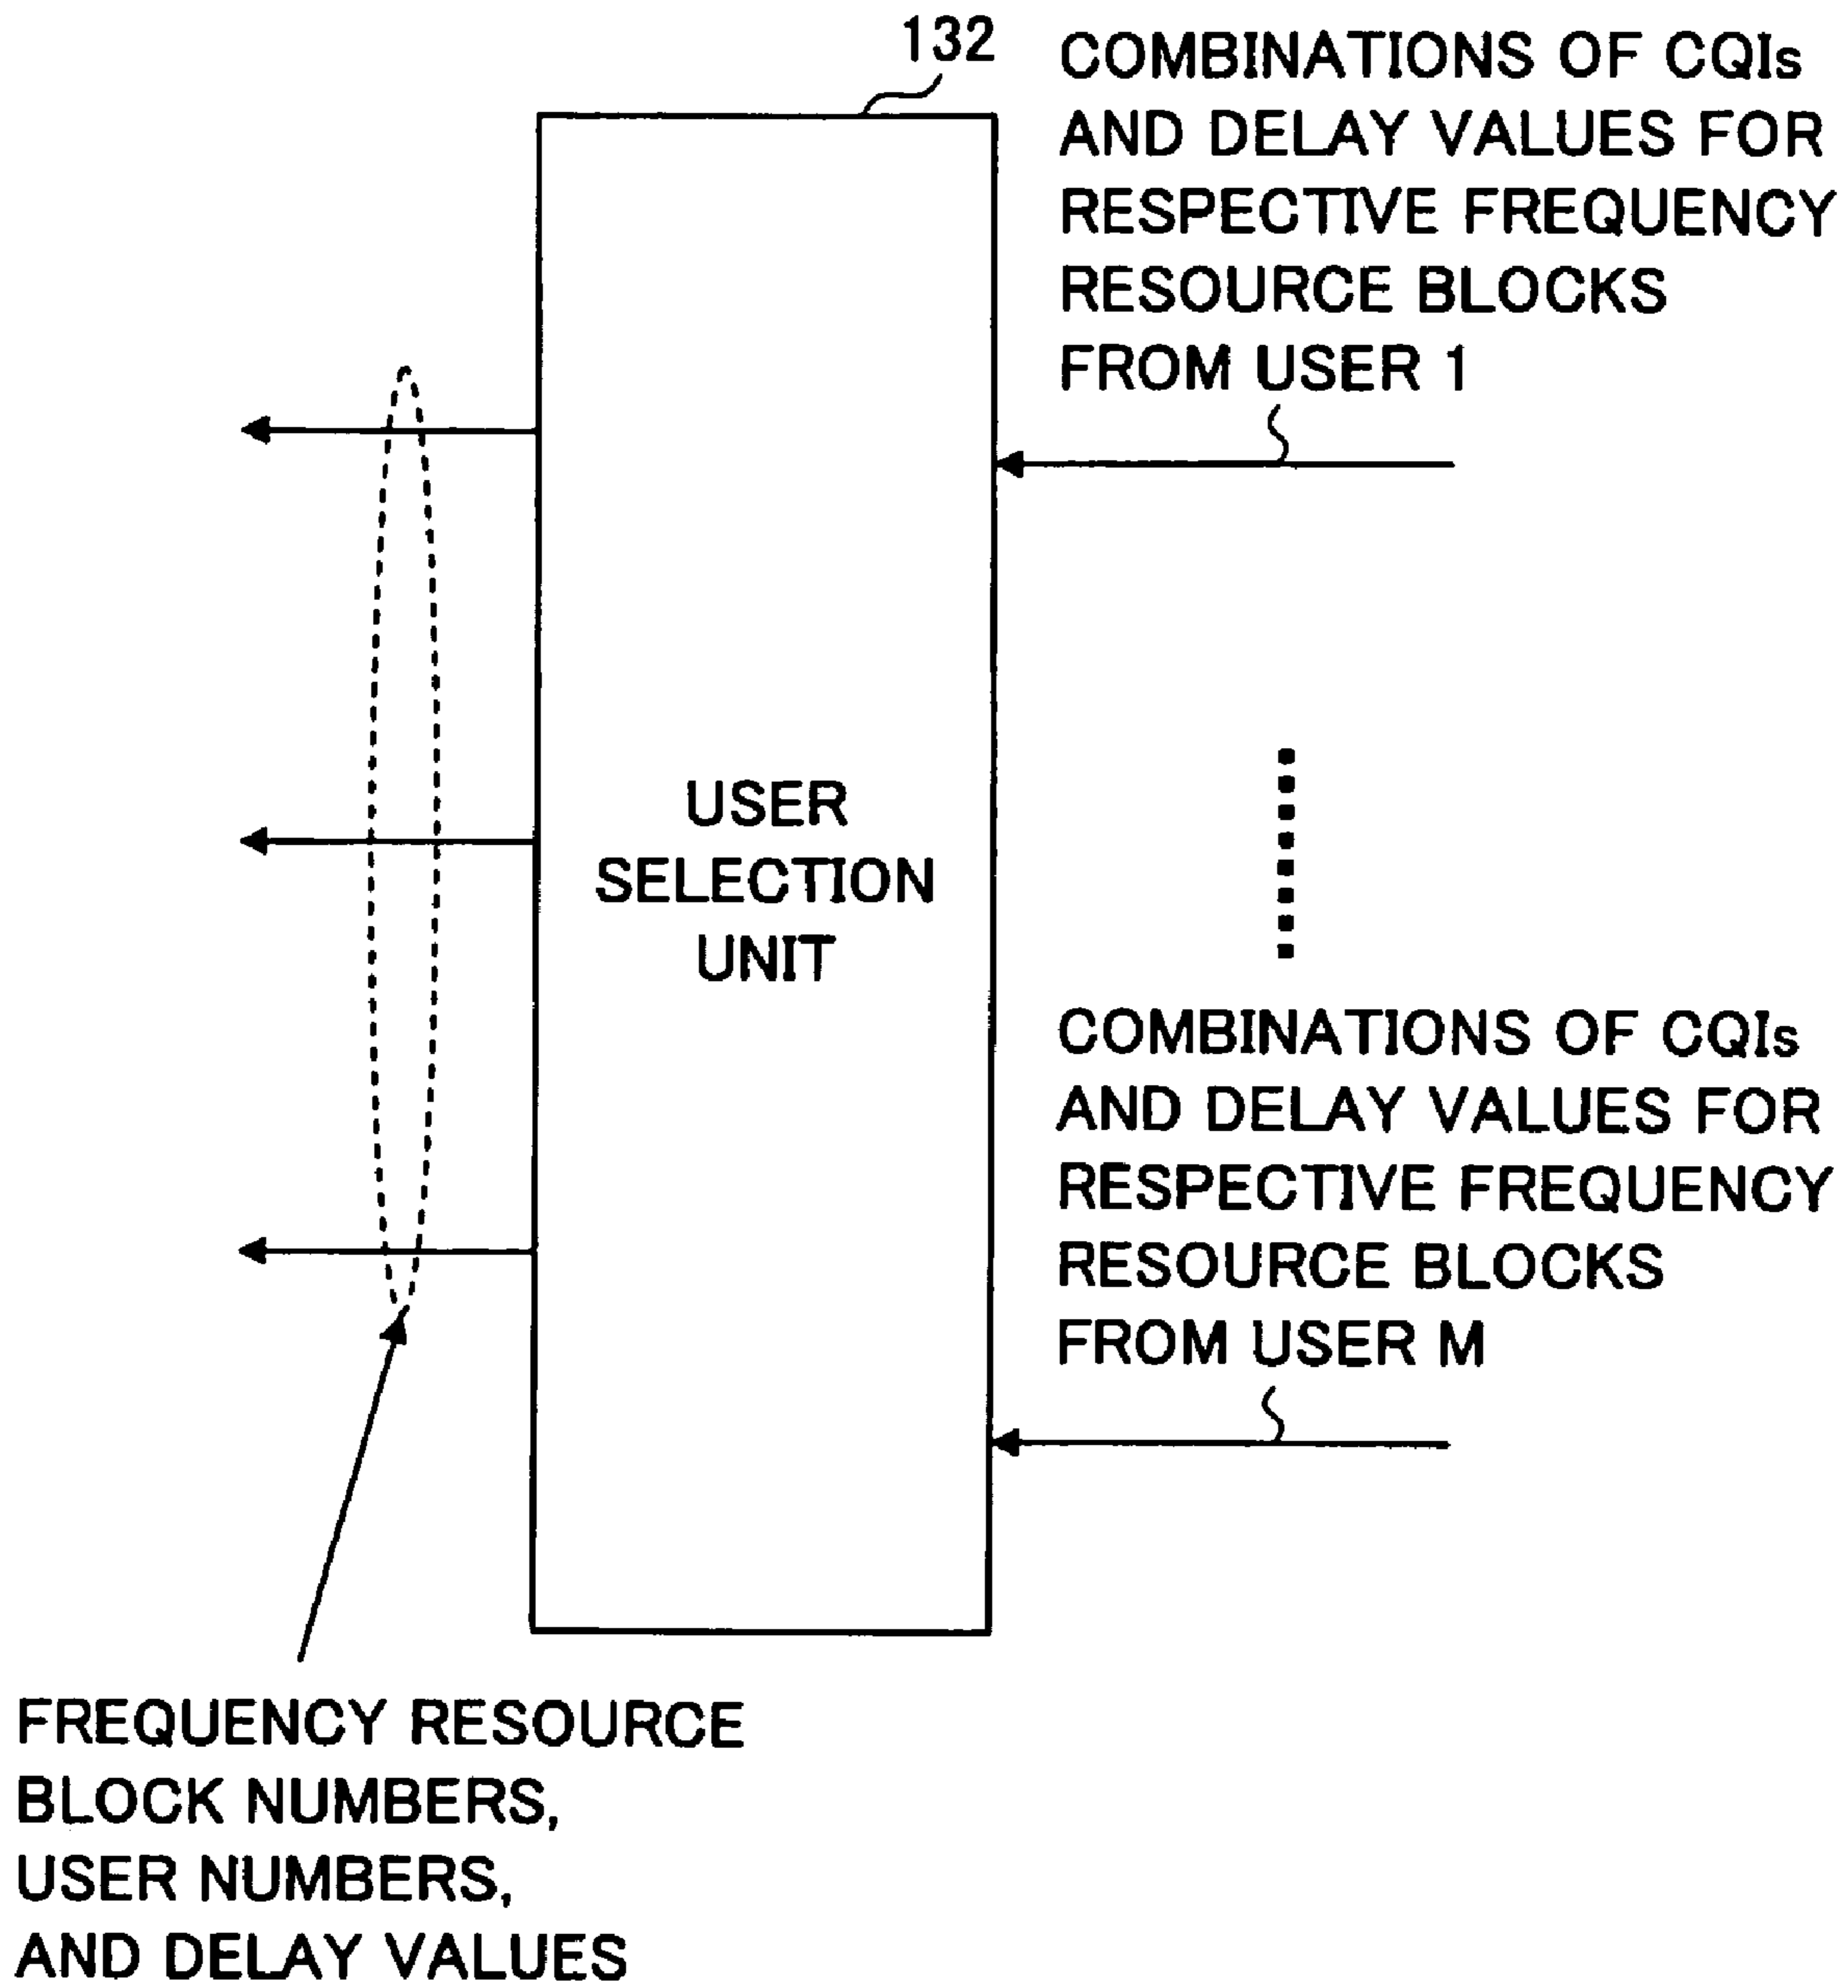 132
COMBINATIONS OF CQIs
AND DELAY VALUES FOR
RESPECTIVE FREQUENCY
RESOURCE BLOCKS
FROM USER 1
USER
SELECTION
UNIT
COMBINATIONS OF CQIs
AND DELAY VALUES FOR
RESPECTIVE FREQUENCY
RESOURCE BLOCKS
FROM USER M
FREQUENCY RESOURCE
BLOCK NUMBERS,
USER NUMBERS,
AND DELAY VALUES